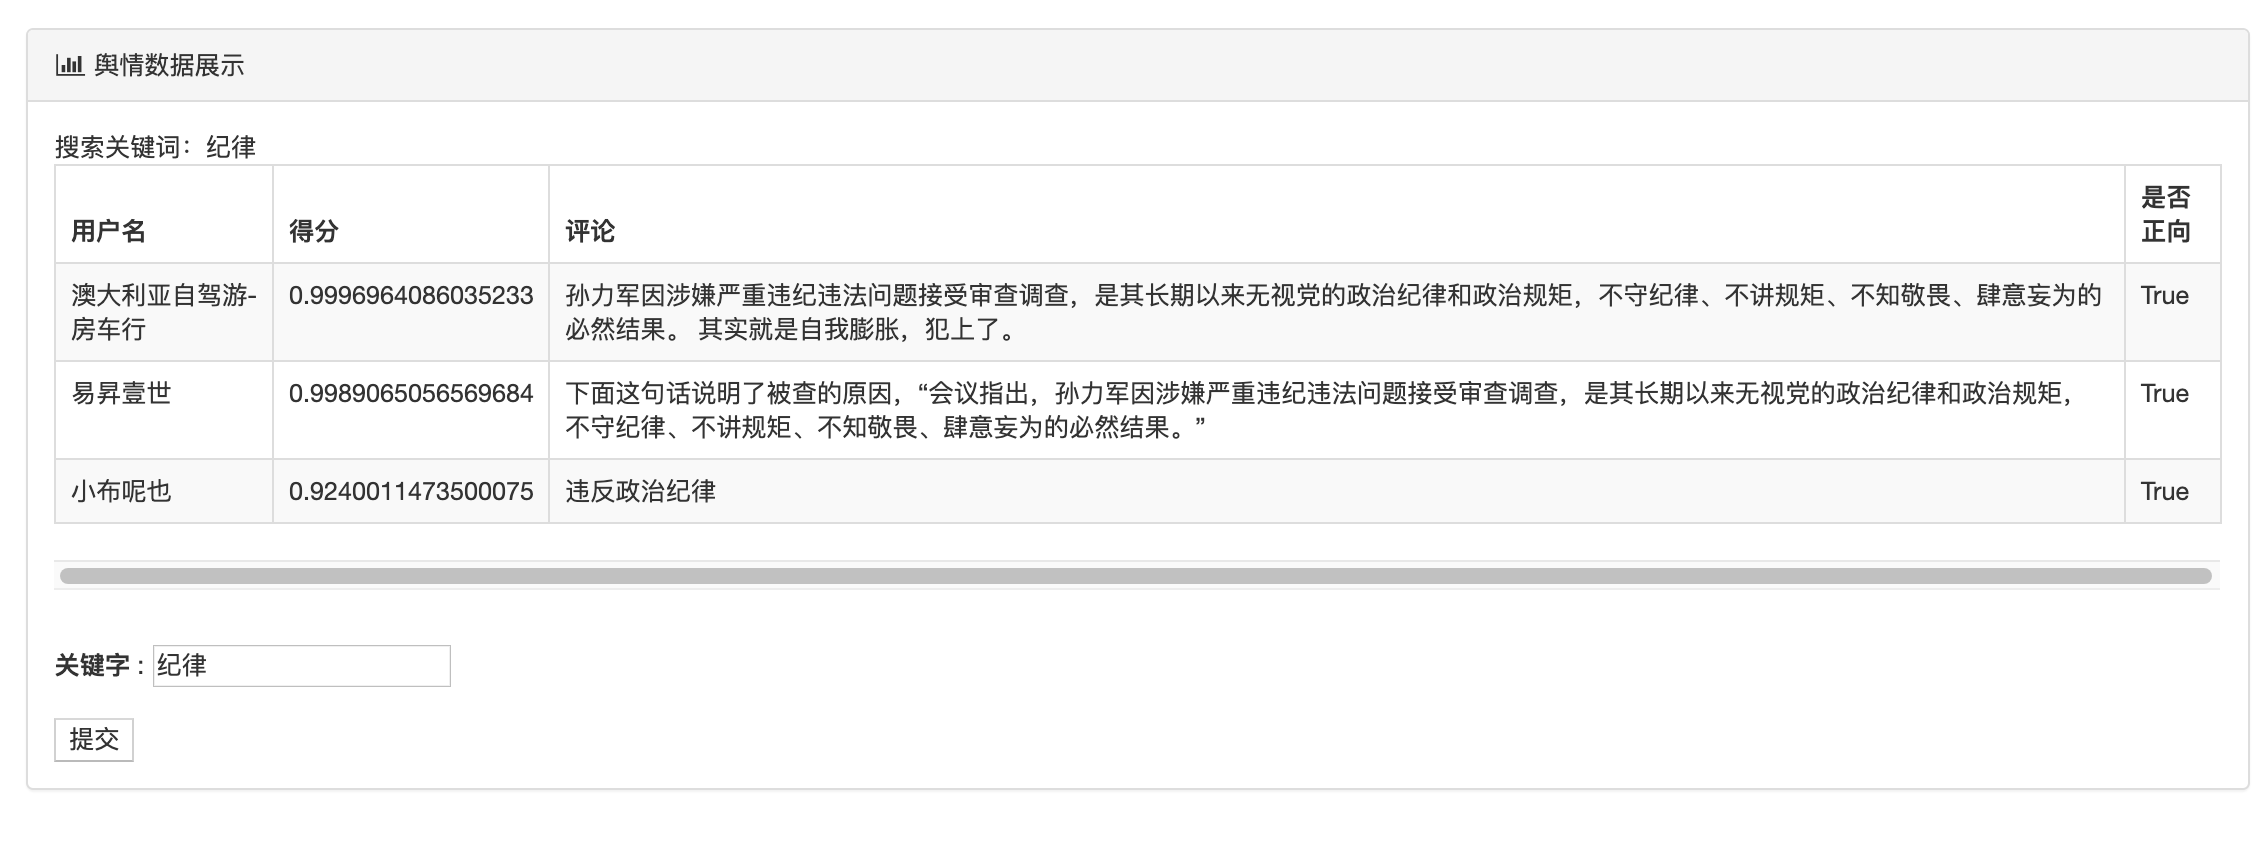 舆情数据展示
搜索关键词：纪律
用户名 得分 评论 是否
正向
澳大利亚自驾游-
房车行 0.9996964086035233 孙力军因涉嫌严重违纪违法问题接受审查调查，是其长期以来无视党的政治纪律和政治规矩，不守纪律、不讲规矩、不知敬畏、肆意妄为的
必然结果。 其实就是自我膨胀，犯上了。 True
易昇壹世 0.9989065056569684 下面这句话说明了被查的原因，“会议指出，孙力军因涉嫌严重违纪违法问题接受审查调查，是其长期以来无视党的政治纪律和政治规矩，
不守纪律、不讲规矩、不知敬畏、肆意妄为的必然结果。” True
小布呢也 0.9240011473500075 违反政治纪律 True
关键字 : 纪律
提交